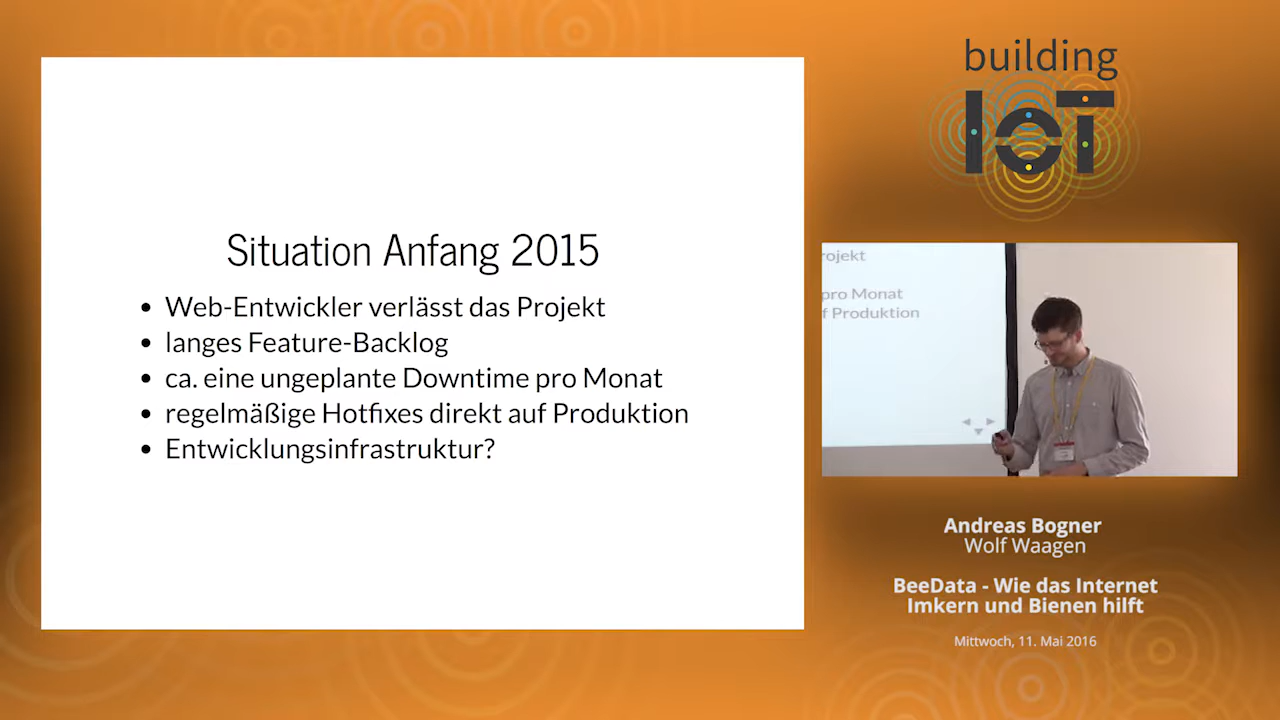 building
IoT
Situation Anfang 2015
• Web-Entwickler verlässt das Projekt
• langes Feature-Backlog
• ca. eine ungeplante Downtime pro Monat
• regelmäßige Hotfixes direkt auf Produktion
• Entwicklungsinfrastruktur?
rojekt
pro Monat
f Produktion
Andreas Bogner
Wolf Waagen
BeeData - Wie das Internet
Imkern und Bienen hilft
Mittwoch, 11. Mai 2016